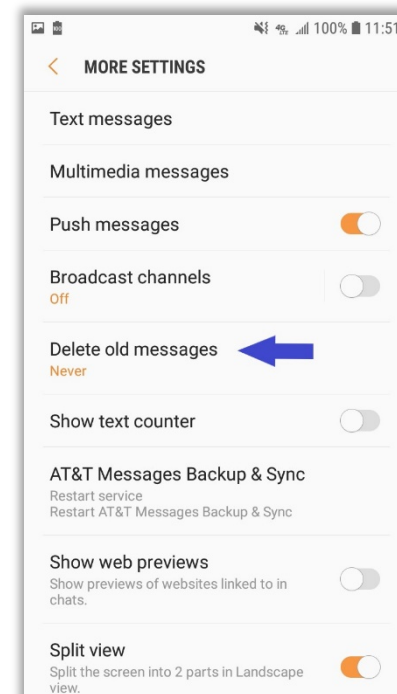 100% 11:51
MORE SETTINGS
Text messages
Multimedia messages
Push messages
Broadcast channels
Off
Delete old messages
Never
Show text counter
AT&T Messages Backup & Sync
Restart service
Restart AT&T Messages Backup & Sync
Show web previews
Show previews of websites linked to in
chats.
Split view
Split the screen into 2 parts in Landscape
view.